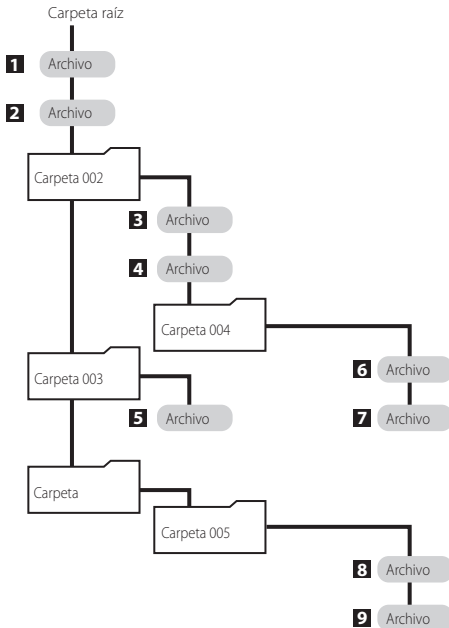 Carpeta raíz
1 Archivo
2 Archivo
Carpeta 002
3 Archivo
4 Archivo
Carpeta 004
Carpeta 003
6 Archivo
5 Archivo
7 Archivo
Carpeta
Carpeta 005
8 Archivo
9 Archivo